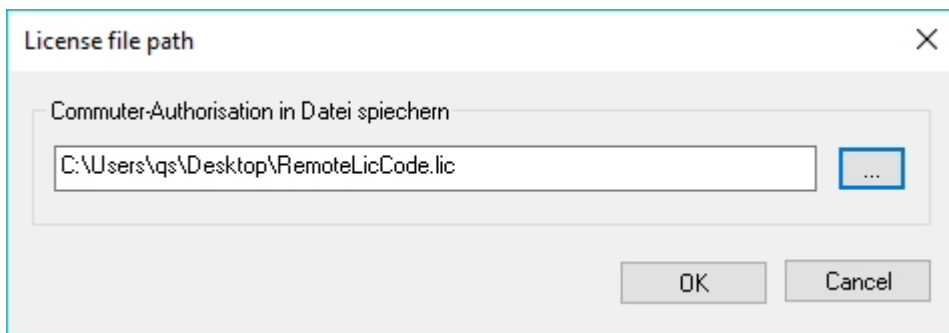 License file path
Commuter-Authorisation in Datei spiechern
C:\Users\qs\Desktop\RemoteLicCode.lic
...
OK
Cancel